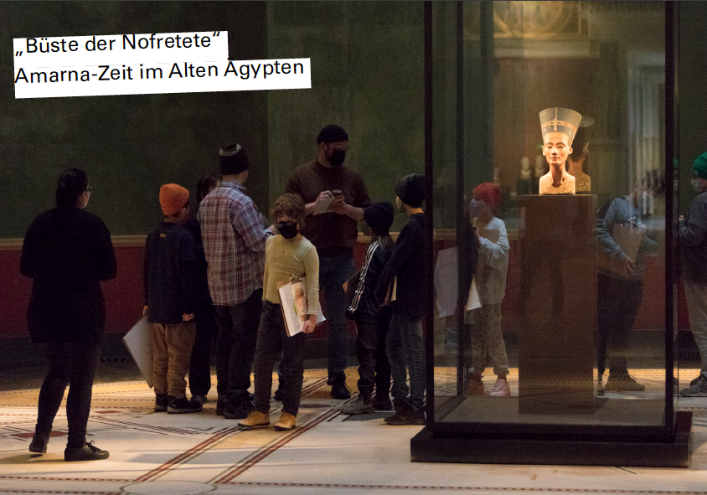 „Büste der Nofretete“
Amarna-Zeit im Alten Ägypten